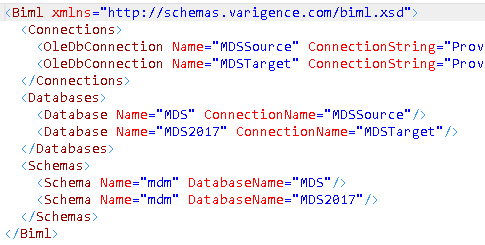 <Biml xmlns="http://schemas.varigence.com/biml.xsd">
<Connections>
<OleDbConnection Name="MDSSource" ConnectionString="Prov
<OleDbConnection Name="MDSTarget" ConnectionString="Prov
</Connections>
<Databases>
<Database Name="MDS" ConnectionName="MDSSource"/>
<Database Name="MDS2017" ConnectionName="MDSTarget"/>
</Databases>
<Schemas>
<Schema Name="mdm" DatabaseName="MDS"/>
<Schema Name="mdm" DatabaseName="MDS2017"/>
</Schemas>
</Biml>